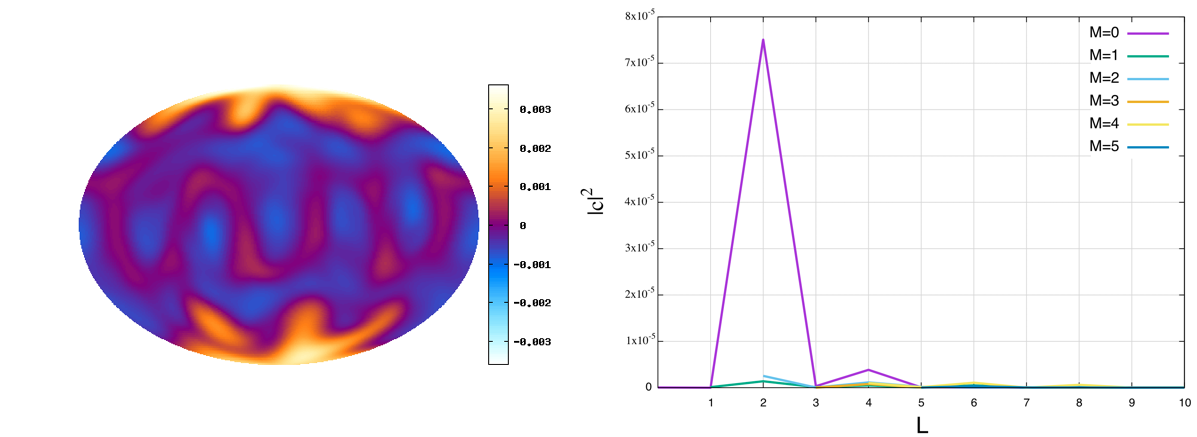 0.003
0.002
0.001
0
-0.001
-0.002
-0.003
|c|²
8x10⁻⁵
7x10⁻⁵
6x10⁻⁵
5x10⁻⁵
4x10⁻⁵
3x10⁻⁵
2x10⁻⁵
1x10⁻⁵
0
M=0
M=1
M=2
M=3
M=4
M=5
1 2 3 4 5 6 7 8 9 10
L